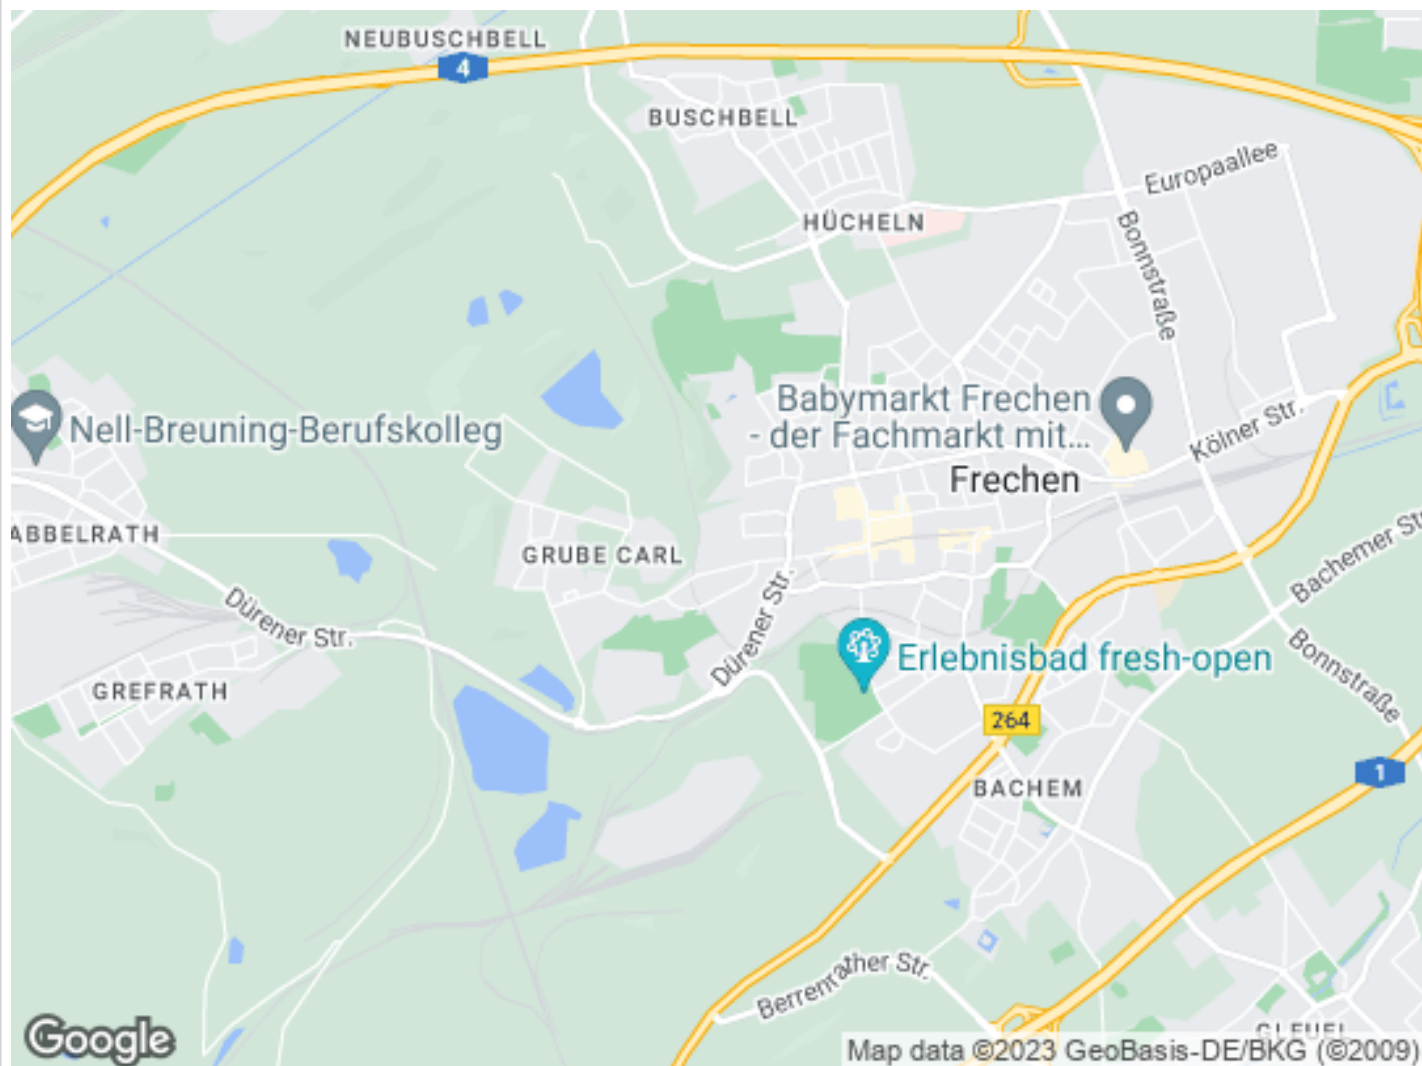 NEUBUSCHBELL
4
BUSCHBELL
Europaallee
HÜCHELN
Bonnstraße
Babymarkt Frechen
- der Fachmarkt mit...
Nell-Breuning-Berufskolleg
Kölner Str.
Frechen
ABBELRATH
GRUBE CARL
Bachemer Str
Dürener Str.
Dürener Str.
Erlebnisbad fresh-open
Bonnstraße
GREFRATH
264
1
BACHEM
Berrenrather Str.
GLEUEL
Google
Map data ©2023 GeoBasis-DE/BKG (©2009)